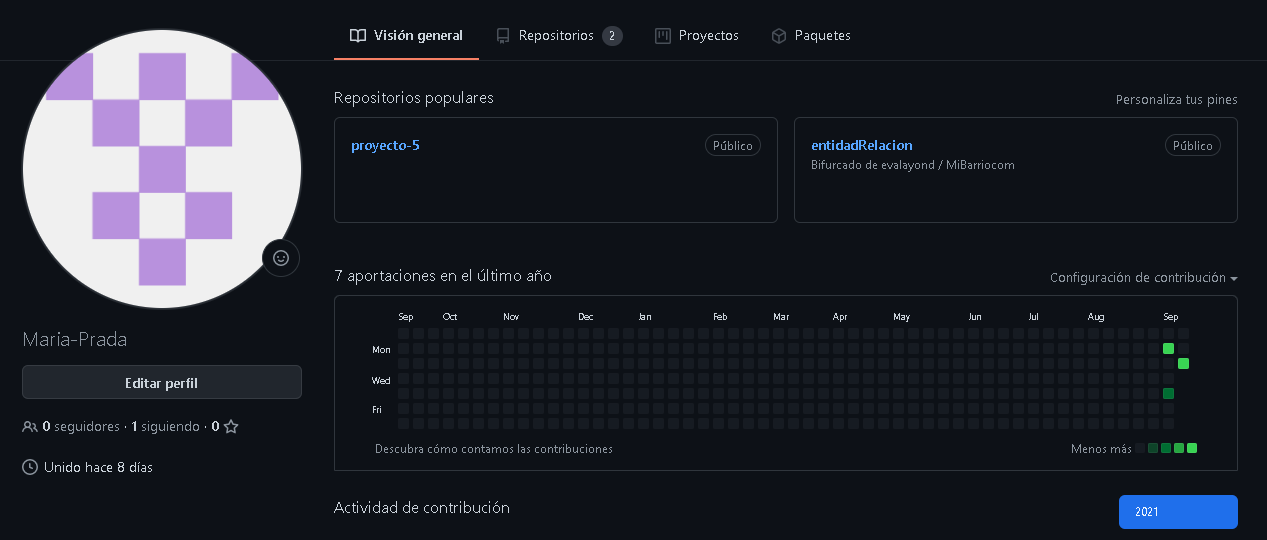 Visión general
Repositorios 2
Proyectos
Paquetes
Repositorios populares
Personaliza tus pines
proyecto-5
Público
entidadRelacion
Público
Bifurcado de evalayond / MiBarriocom
7 aportaciones en el último año
Configuración de contribución
Sep Oct Nov Dec Jan Feb Mar Apr May Jun Jul Aug Sep
Mon
Wed
Fri
Descubra cómo contamos las contribuciones
Menos más
Actividad de contribución
2021
Maria-Prada
Editar perfil
0 seguidores · 1 siguiendo · 0
Unido hace 8 días